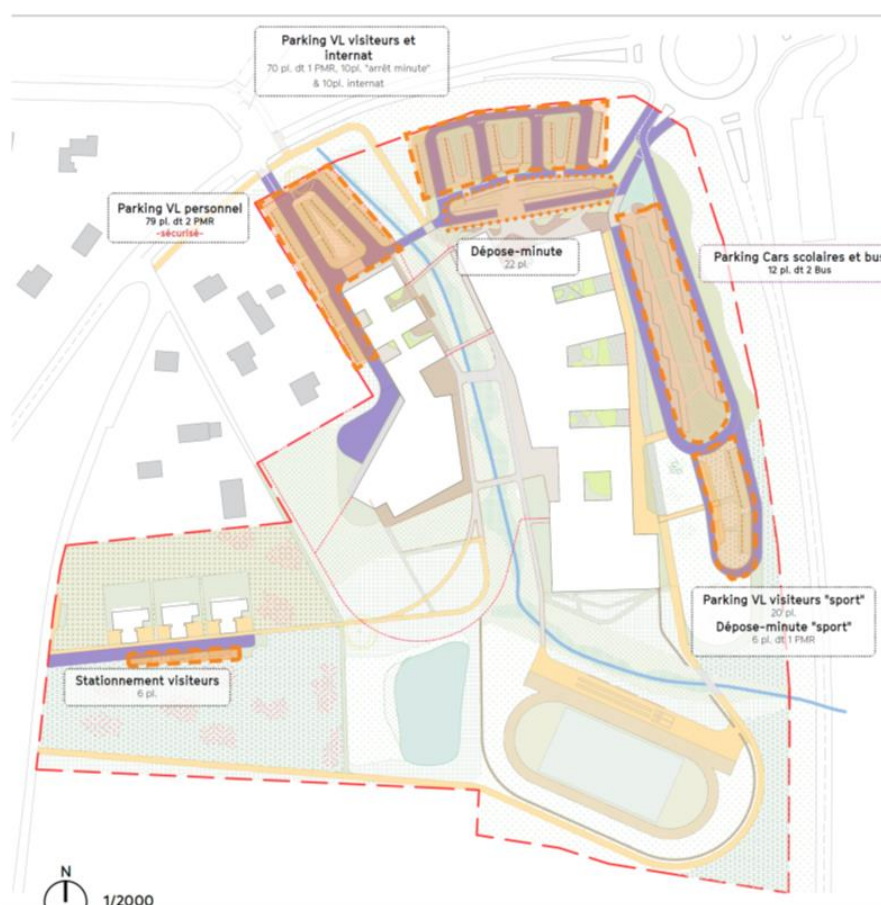 Parking VL visiteurs et
internat
70 pl. dt 1 PMR, 10pl. "arrêt minute"
& 10pl. internat
Parking VL personnel
79 pl. dt 2 PMR
-sécurisé-
Dépose-minute
22 pl.
Parking Cars scolaires et bus
12 pl. dt 2 Bus
Parking VL visiteurs "sport"
20 pl.
Dépose-minute "sport"
6 pl. dt 1 PMR
Stationnement visiteurs
6 pl.
N
1/2000